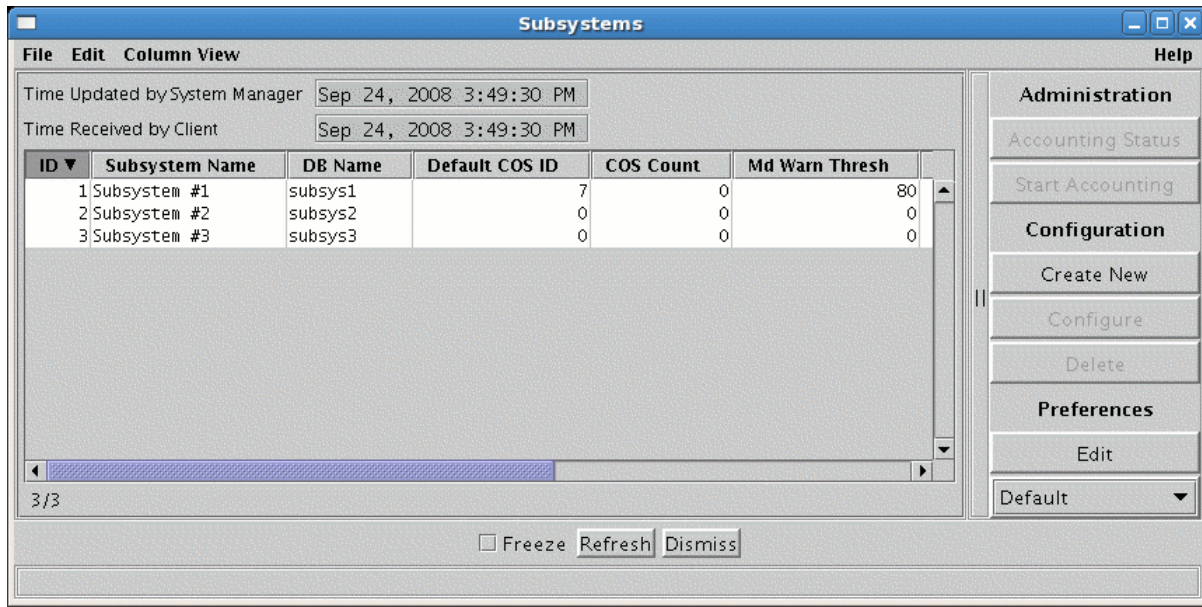 Subsystems
File Edit Column View Help
Time Updated by System Manager Sep 24, 2008 3:49:30 PM
Time Received by Client Sep 24, 2008 3:49:30 PM
ID ▼ Subsystem Name DB Name Default COS ID COS Count Md Warn Thresh
1 Subsystem #1 subsys1 7 0 80
2 Subsystem #2 subsys2 0 0 0
3 Subsystem #3 subsys3 0 0 0
3/3
Administration
Accounting Status
Start Accounting
Configuration
Create New
Configure
Delete
Preferences
Edit
Default
Freeze Refresh Dismiss